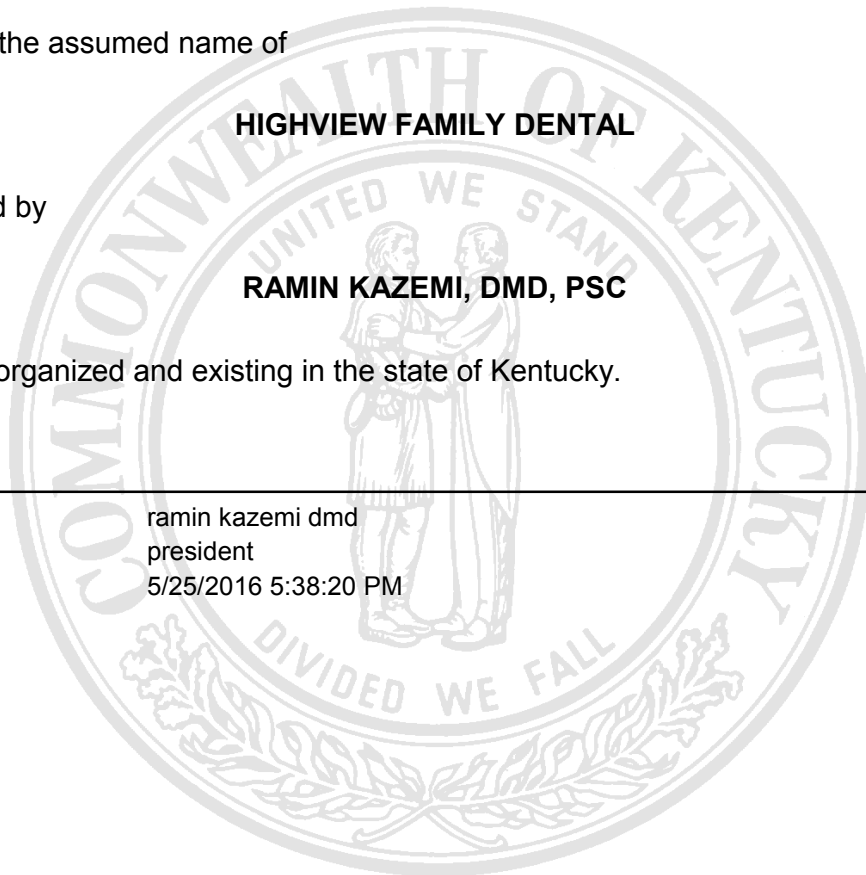 the assumed name of
HIGHVIEW FAMILY DENTAL
d by
RAMIN KAZEMI, DMD, PSC
organized and existing in the state of Kentucky.
ramin kazemi dmd
president
5/25/2016 5:38:20 PM
COMMONWEALTH OF KENTUCKY
UNITED WE STAND
DIVIDED WE FALL